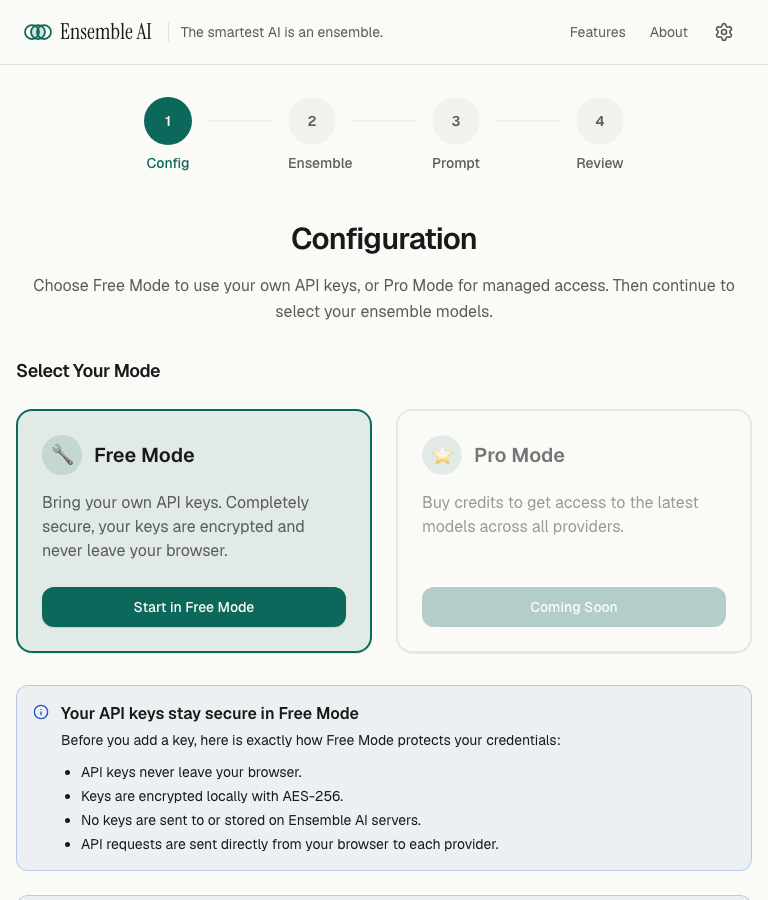 Ensemble AI
The smartest AI is an ensemble.
Features
About
1
2
3
4
Config
Ensemble
Prompt
Review
Configuration
Choose Free Mode to use your own API keys, or Pro Mode for managed access. Then continue to
select your ensemble models.
Select Your Mode
Free Mode
Bring your own API keys. Completely
secure, your keys are encrypted and
never leave your browser.
Start in Free Mode
Pro Mode
Buy credits to get access to the latest
models across all providers.
Coming Soon
Your API keys stay secure in Free Mode
Before you add a key, here is exactly how Free Mode protects your credentials:
API keys never leave your browser.
Keys are encrypted locally with AES-256.
No keys are sent to or stored on Ensemble AI servers.
API requests are sent directly from your browser to each provider.